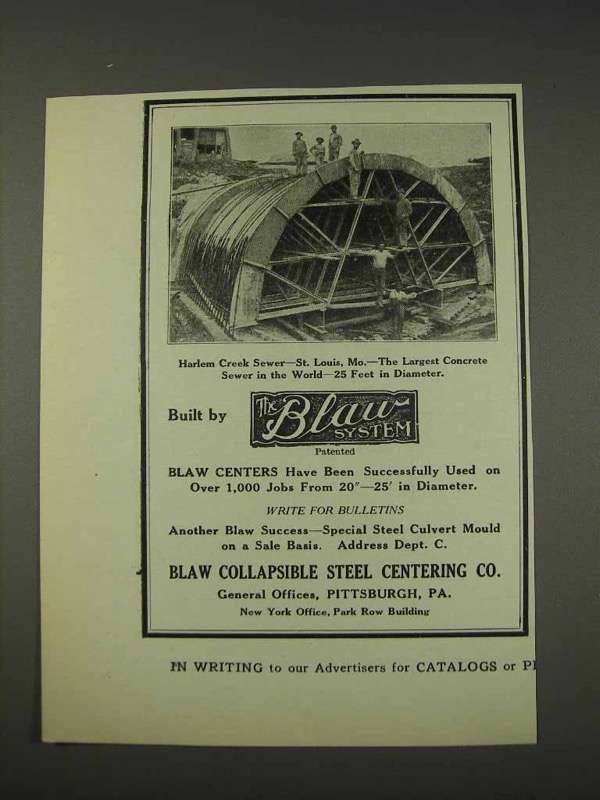 Harlem Creek Sewer—St. Louis, Mo.—The Largest Concrete
Sewer in the World—25 Feet in Diameter.
Built by
The Blaw
SYSTEM
Patented
BLAW CENTERS Have Been Successfully Used on
Over 1,000 Jobs From 20"—25' in Diameter.
WRITE FOR BULLETINS
Another Blaw Success—Special Steel Culvert Mould
on a Sale Basis. Address Dept. C.
BLAW COLLAPSIBLE STEEL CENTERING CO.
General Offices, PITTSBURGH, PA.
New York Office, Park Row Building
IN WRITING to our Advertisers for CATALOGS or